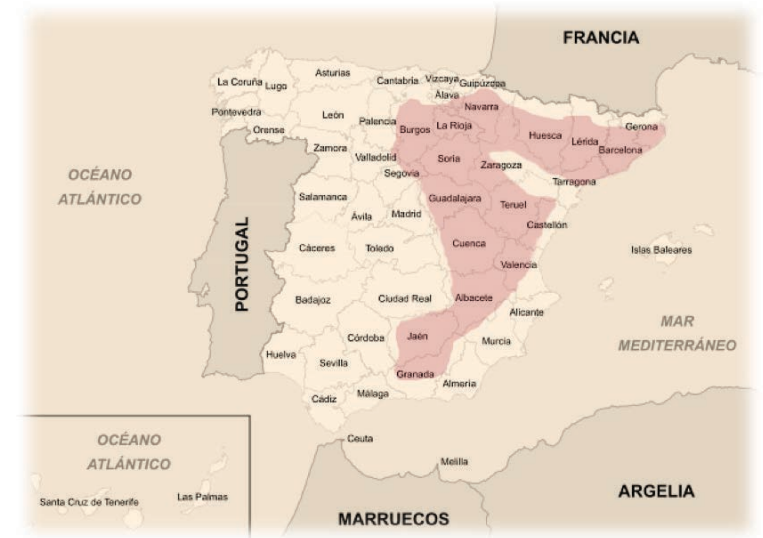 FRANCIA
La Coruña
Lugo
Asturias
Cantabria
Vizcaya
Guipúzcoa
Álava
Navarra
Pontevedra
Orense
León
Palencia
Burgos
La Rioja
Huesca
Lérida
Gerona
Barcelona
Zamora
Valladolid
Soria
Zaragoza
Segovia
Tarragona
OCÉANO
ATLÁNTICO
Salamanca
Ávila
Madrid
Guadalajara
Teruel
Castellón
PORTUGAL
Cáceres
Toledo
Cuenca
Valencia
Islas Baleares
Badajoz
Ciudad Real
Albacete
Alicante
MAR
MEDITERRÁNEO
Córdoba
Jaén
Murcia
Huelva
Sevilla
Granada
Almería
Cádiz
Málaga
Ceuta
Melilla
OCÉANO
ATLÁNTICO
Santa Cruz de Tenerife
Las Palmas
MARRUECOS
ARGELIA